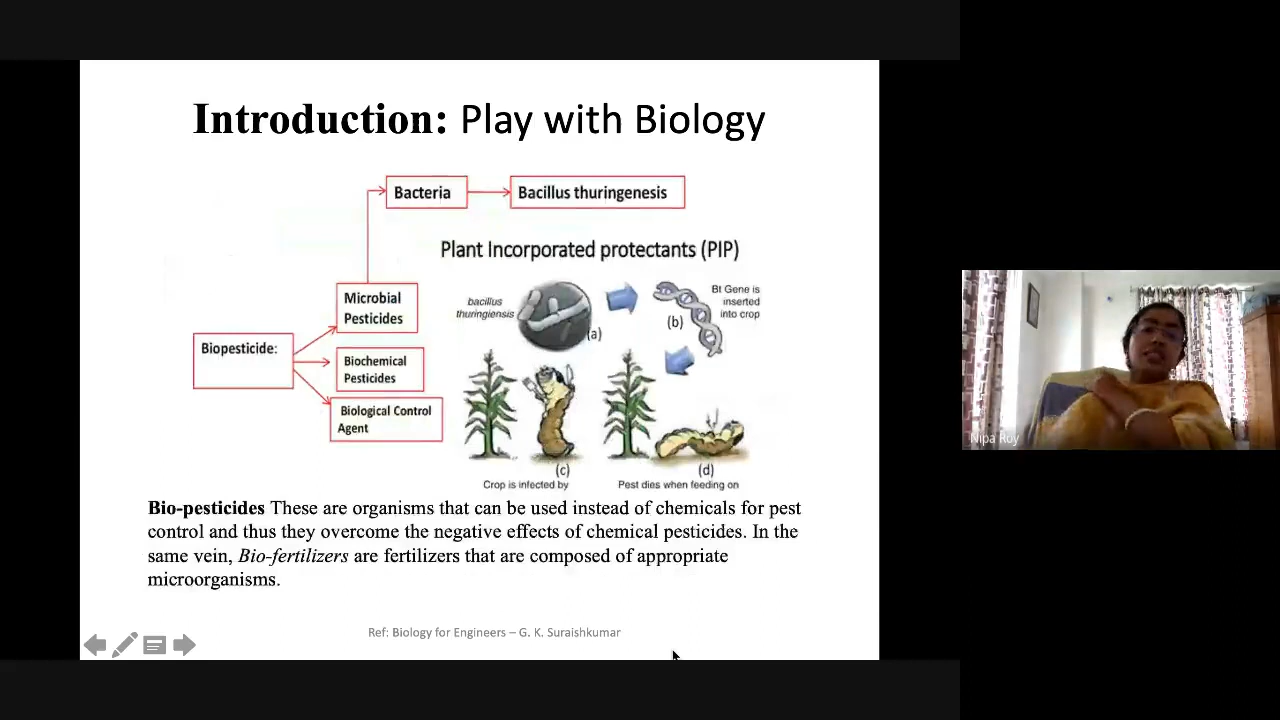 Introduction: Play with Biology
Bacteria
Bacillus thuringenesis
Plant Incorporated protectants (PIP)
Microbial
Pesticides
bacillus
thuringiensis
(a)
(b)
Bt Gene is
inserted
into crop
Biopesticide:
Biochemical
Pesticides
Biological Control
Agent
(c)
(d)
Crop is infected by
Pest dies when feeding on
Bio-pesticides These are organisms that can be used instead of chemicals for pest
control and thus they overcome the negative effects of chemical pesticides. In the
same vein, Bio-fertilizers are fertilizers that are composed of appropriate
microorganisms.
Ref: Biology for Engineers – G. K. Suraishkumar
Nipa Roy